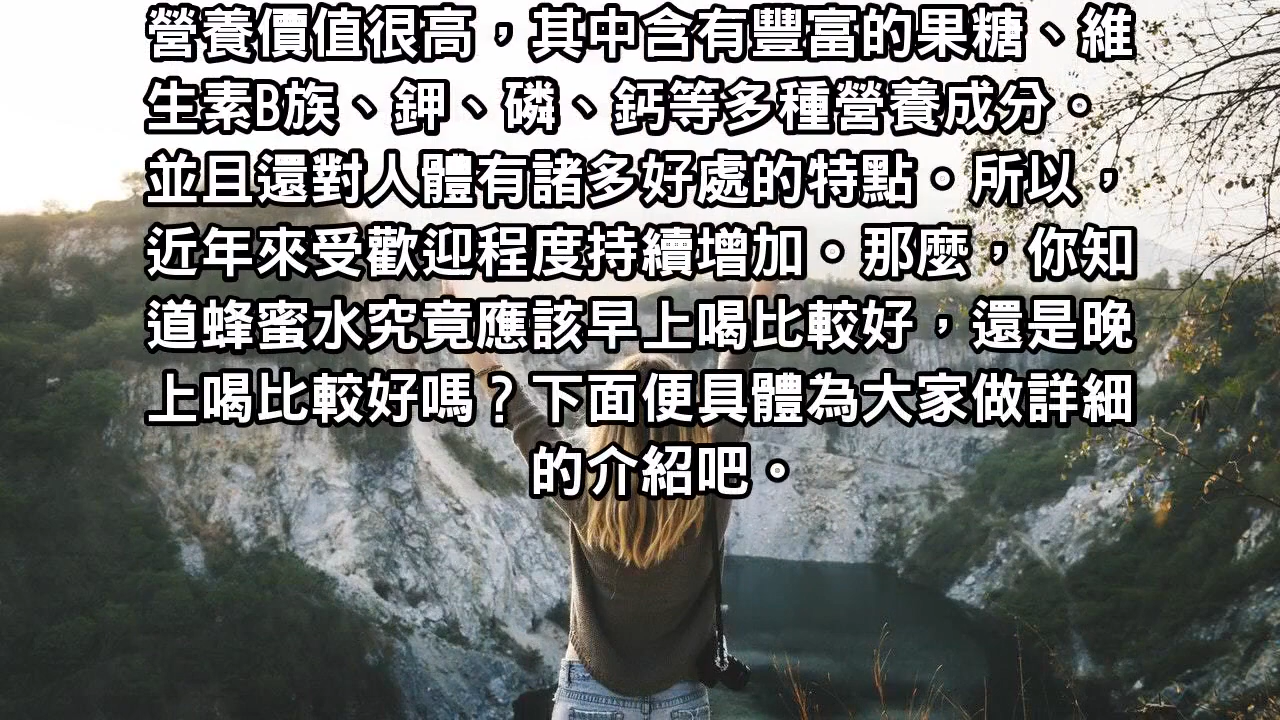 營養價值很高，其中含有豐富的果糖、維
生素B族、鉀、磷、鈣等多種營養成分。
並且還對人體有諸多好處的特點。所以，
近年來受歡迎程度持續增加。那麼，你知
道蜂蜜水究竟應該早上喝比較好，還是晚
上喝比較好嗎？下面便具體為大家做詳細
的介紹吧。